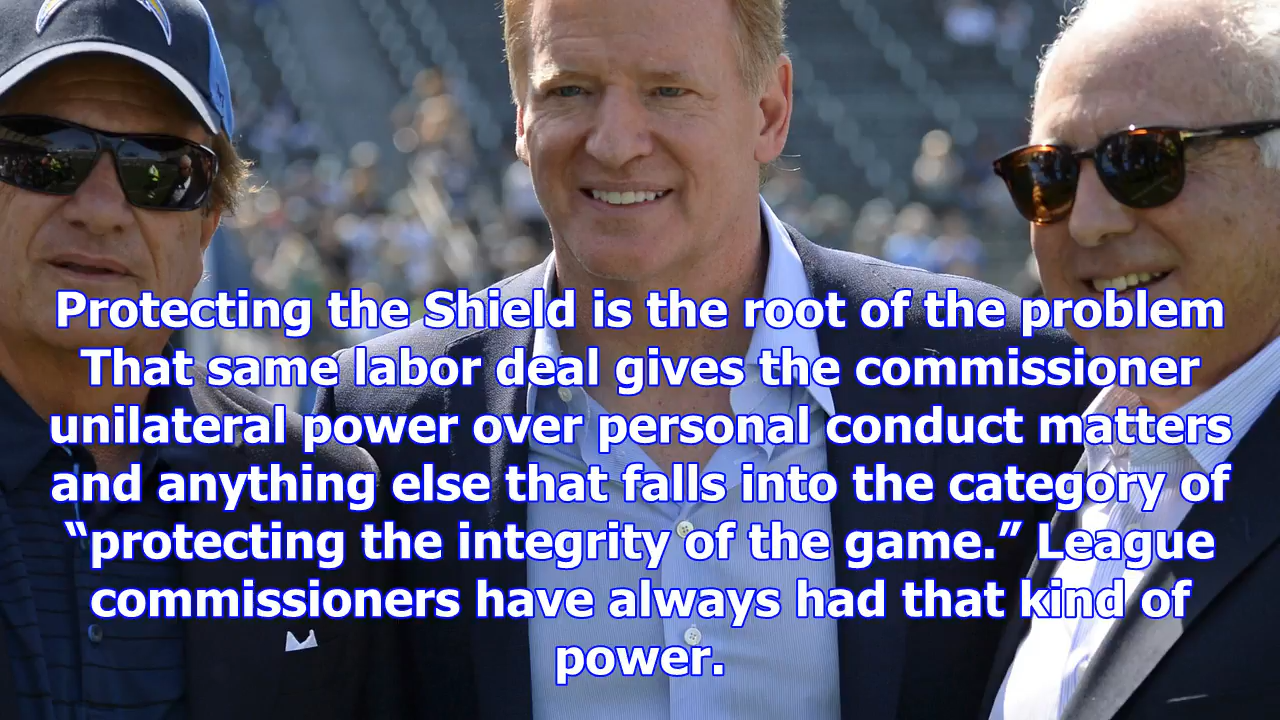 Protecting the Shield is the root of the problem
That same labor deal gives the commissioner
unilateral power over personal conduct matters
and anything else that falls into the category of
“protecting the integrity of the game.” League
commissioners have always had that kind of
power.